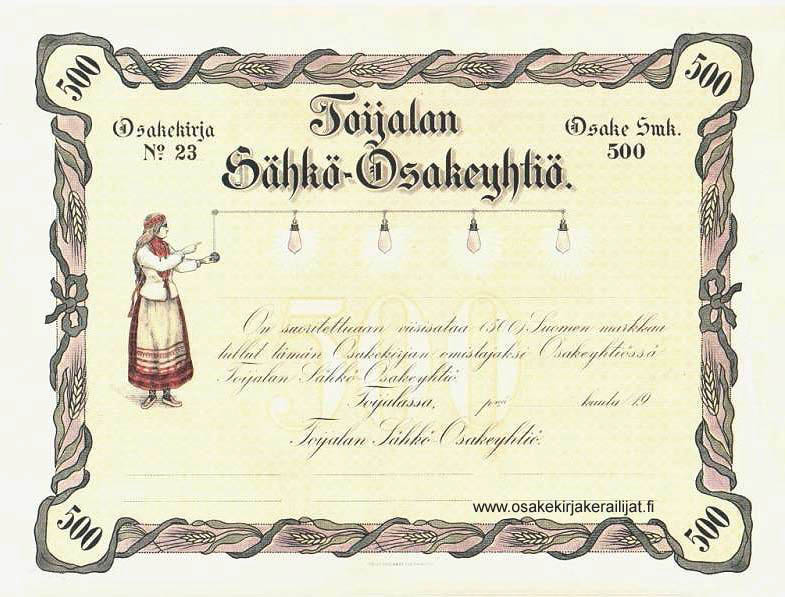 500
500
Osakekirja
№ 23
Toijalan
Sähkö-Osakeyhtiö.
Osake Smk.
500
500
On suoritettuaan viisisataa (500) Suomen markkaa
tullut tämän Osakekirjan omistajaksi Osakeyhtiössä
Toijalan Sähkö-Osakeyhtiö.
Toijalassa, p:nä kuuta 19
Toijalan Sähkö-Osakeyhtiö.
www.osakekirjakerailijat.fi
500
500